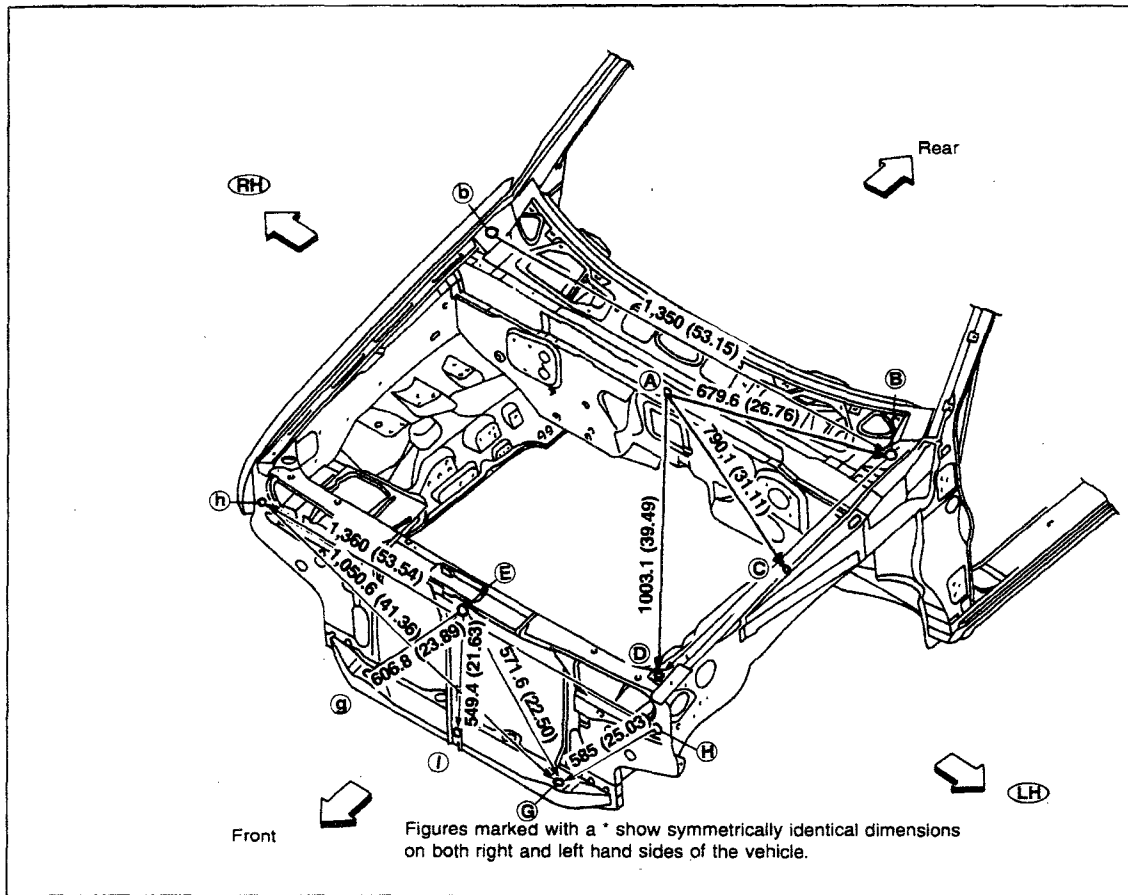 Rear
RH
b
1,350 (53.15)
B
A
679.6 (26.76)
790.1 (31.11)
h
1,360 (53.54)
1003.1 (39.49)
C
E
1,050.6 (41.36)
D
606.8 (23.89)
549.4 (21.63)
571.6 (22.50)
g
585 (25.03)
H
l
G
LH
Front
Figures marked with a * show symmetrically identical dimensions
on both right and left hand sides of the vehicle.